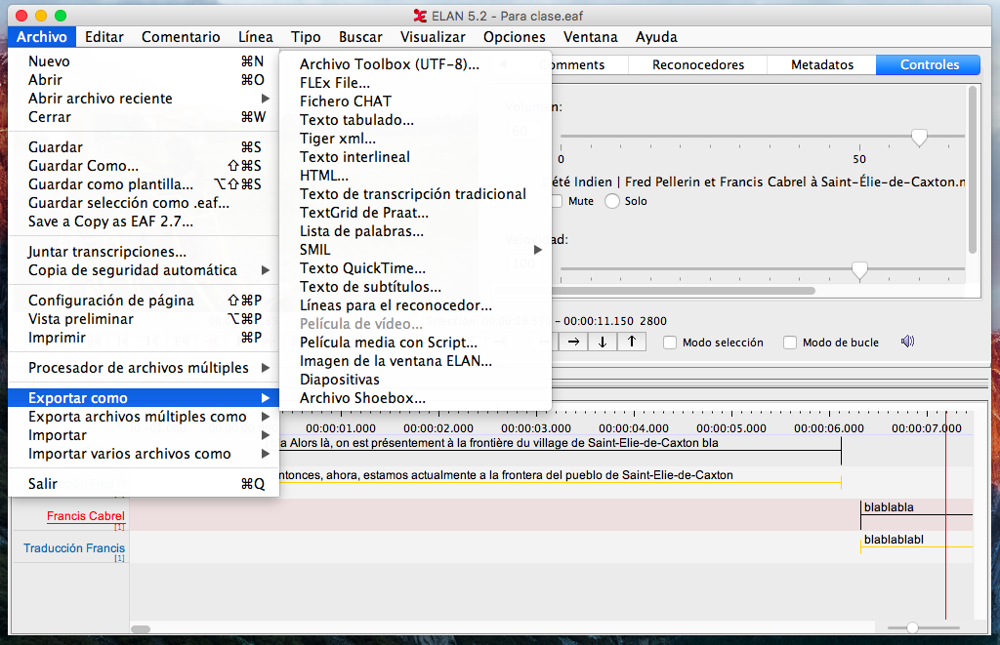 ELAN 5.2 - Para clase.eaf
Archivo Editar Comentario Línea Tipo Buscar Visualizar Opciones Ventana Ayuda
Nuevo ⌘N
Abrir ⌘O
Abrir archivo reciente
Cerrar ⌘W
Guardar ⌘S
Guardar Como... ⇧⌘S
Guardar como plantilla... ⌥⇧⌘S
Guardar selección como .eaf...
Save a Copy as EAF 2.7...
Juntar transcripciones...
Copia de seguridad automática
Configuración de página ⇧⌘P
Vista preliminar ⌥⌘P
Imprimir ⌘P
Procesador de archivos múltiples
Exportar como
Exporta archivos múltiples como
Importar
Importar varios archivos como
Salir ⌘Q
Archivo Toolbox (UTF-8)...
FLEx File...
Fichero CHAT
Texto tabulado...
Tiger xml...
Texto interlineal
HTML...
Texto de transcripción tradicional
TextGrid de Praat...
Lista de palabras...
SMIL
Texto QuickTime...
Texto de subtítulos...
Líneas para el reconocedor...
Película de vídeo...
Película media con Script...
Imagen de la ventana ELAN...
Diapositivas
Archivo Shoebox...
mments Reconocedores Metadatos Controles
Volumen:
0 50
été Indien | Fred Pellerin et Francis Cabrel à Saint-Élie-de-Caxton.n
Mute Solo
dad:
- 00:00:11.150 2800
→ ↓ ↑ Modo selección Modo de bucle
00:00:01.000 00:00:02.000 00:00:03.000 00:00:04.000 00:00:05.000 00:00:06.000 00:00:07.000
a Alors là, on est présentement à la frontière du village de Saint-Elie-de-Caxton bla
ntonces, ahora, estamos actualmente a la frontera del pueblo de Saint-Elie-de-Caxton
Francis Cabrel
[1]
blablabla
Traducción Francis
[1]
blablablabl